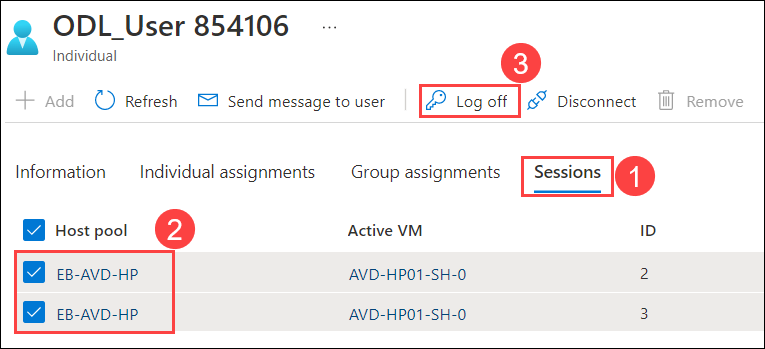 ODL_User 854106 ...
Individual
3
Add Refresh Send message to user Log off Disconnect Remove
Information Individual assignments Group assignments Sessions 1
Host pool 2 Active VM ID
EB-AVD-HP AVD-HP01-SH-0 2
EB-AVD-HP AVD-HP01-SH-0 3